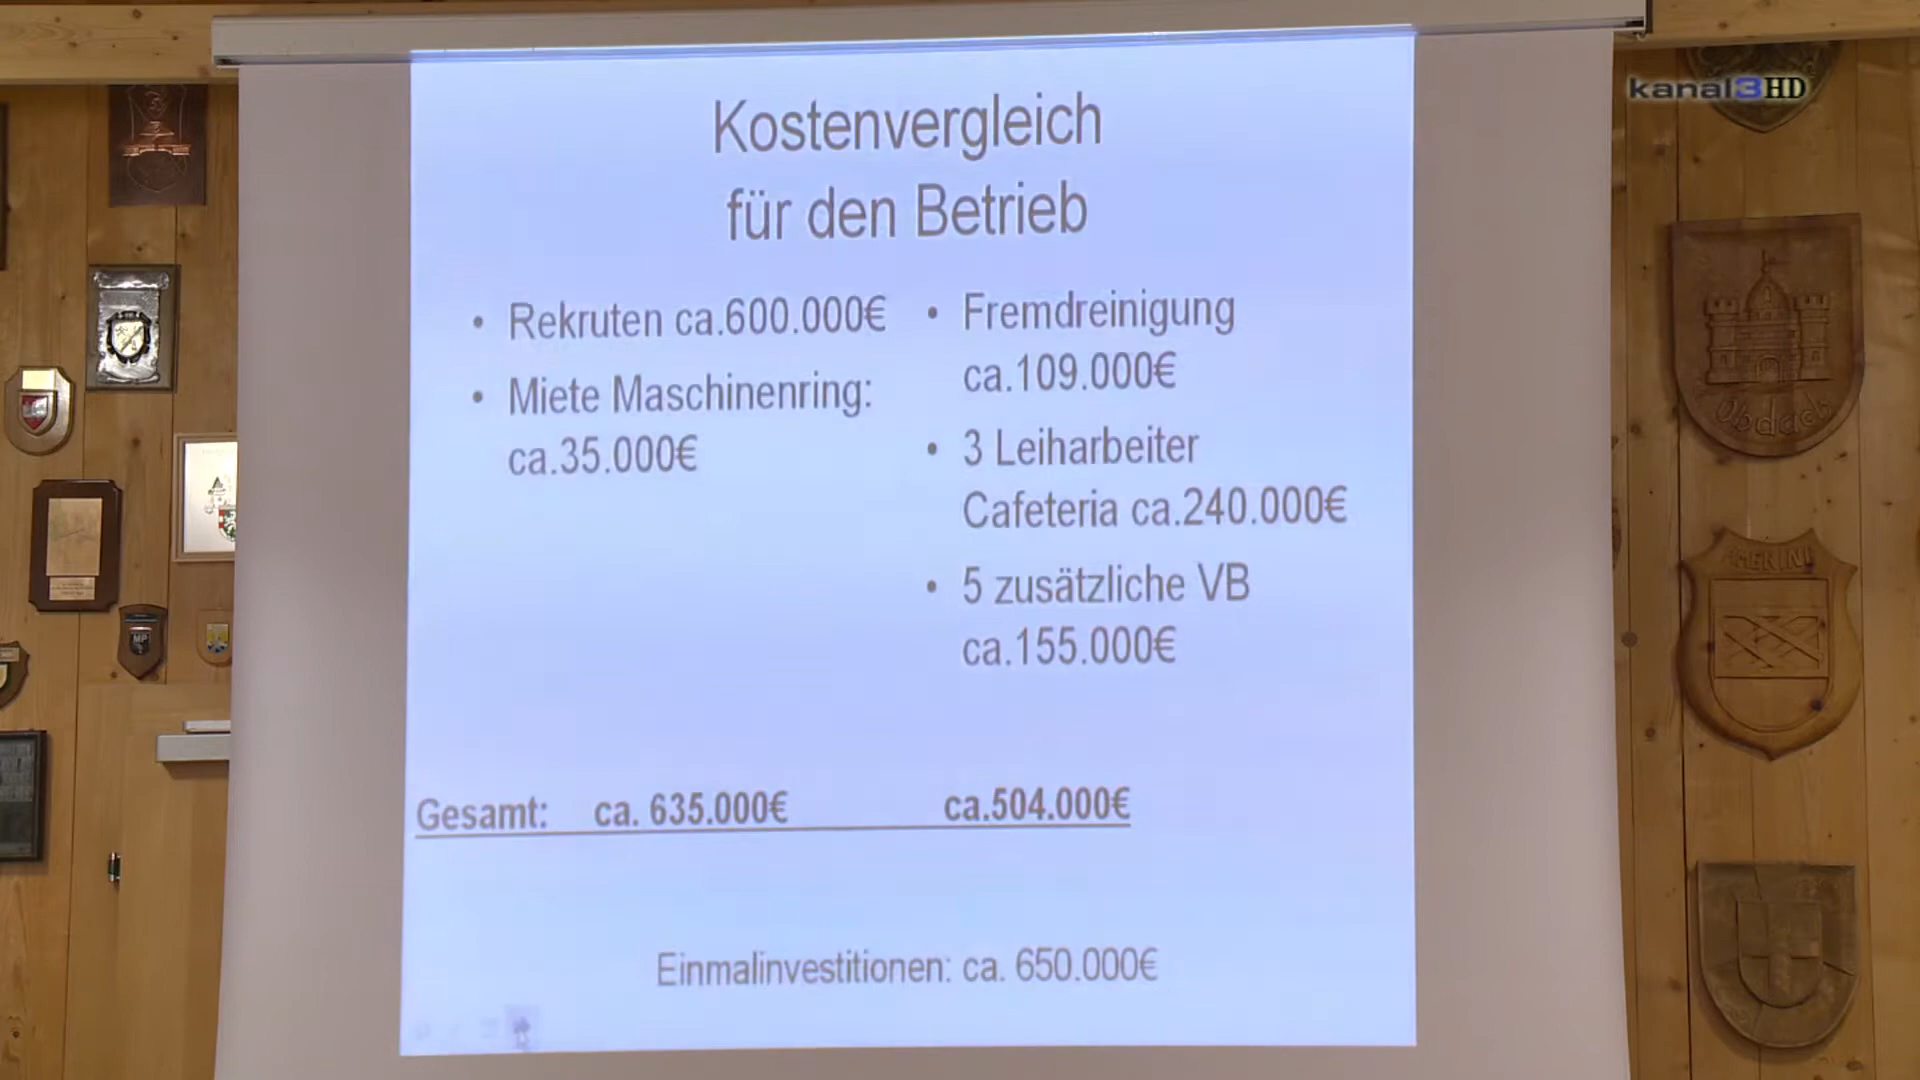 kanal3HD
Kostenvergleich
für den Betrieb
• Rekruten ca.600.000€
• Miete Maschinenring:
ca.35.000€
• Fremdreinigung
ca.109.000€
• 3 Leiharbeiter
Cafeteria ca.240.000€
• 5 zusätzliche VB
ca.155.000€
Gesamt: ca. 635.000€ ca.504.000€
Einmalinvestitionen: ca. 650.000€
Obdach
MP